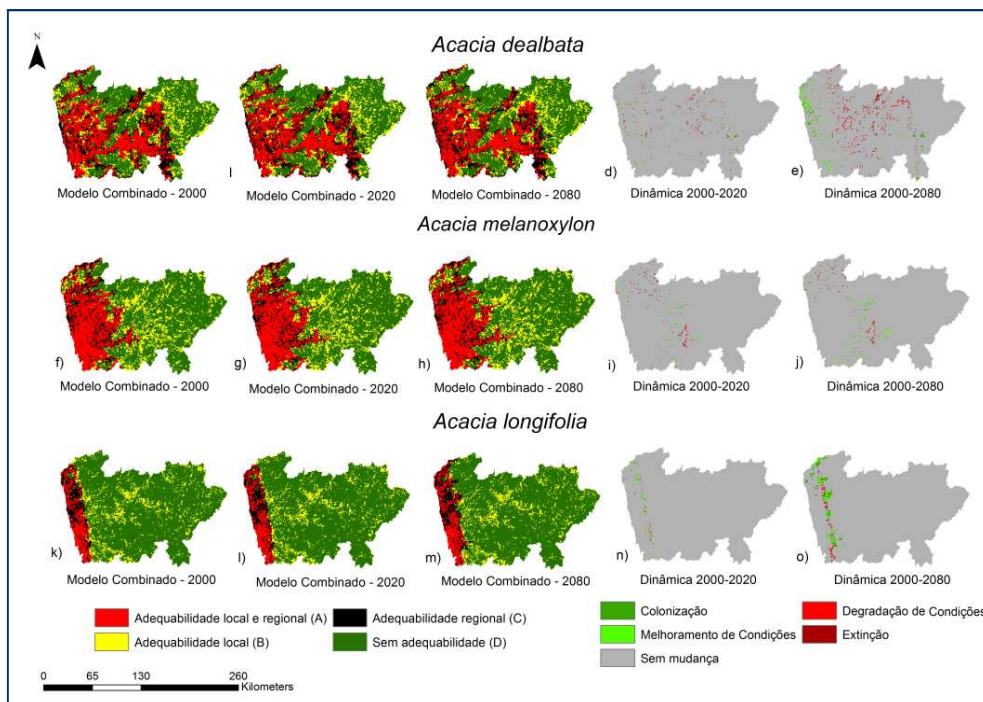 N
Acacia dealbata
Modelo Combinado - 2000
Modelo Combinado - 2020
Modelo Combinado - 2080
d)
Dinâmica 2000-2020
e)
Dinâmica 2000-2080
Acacia melanoxylon
f)
Modelo Combinado - 2000
g)
Modelo Combinado - 2020
h)
Modelo Combinado - 2080
i)
Dinâmica 2000-2020
j)
Dinâmica 2000-2080
Acacia longifolia
k)
Modelo Combinado - 2000
l)
Modelo Combinado - 2020
m)
Modelo Combinado - 2080
n)
Dinâmica 2000-2020
o)
Dinâmica 2000-2080
Adequabilidade local e regional (A)
Adequabilidade regional (C)
Adequabilidade local (B)
Sem adequabilidade (D)
Colonização
Degradação de Condições
Melhoramento de Condições
Extinção
Sem mudança
0 65 130 260
Kilometers